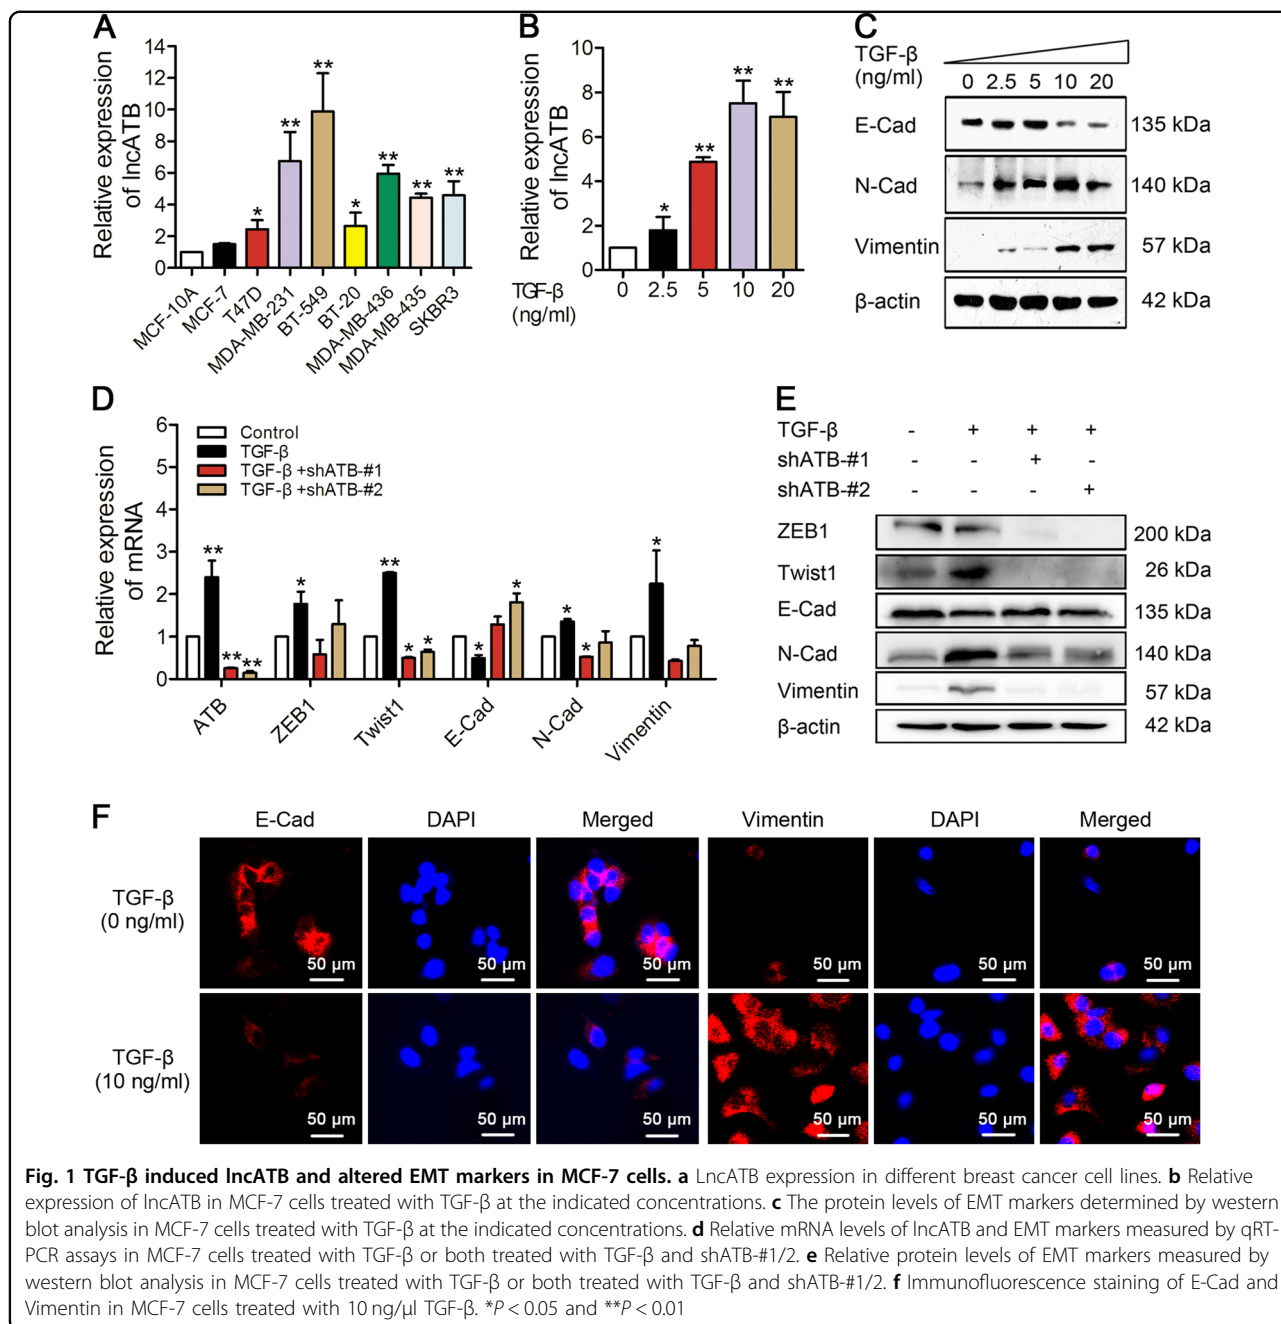 A
Relative expression
of lncATB
14
12
10
8
6
4
2
0
** ** ** ** ** * *
MCF-10A MCF-7 T47D MDA-MB-231 BT-549 BT-20 MDA-MB-436 MDA-MB-435 SKBR3
B
Relative expression
of lncATB
10
8
6
4
2
0
* ** ** **
TGF-β 0 2.5 5 10 20
(ng/ml)
C
TGF-β
(ng/ml)
0 2.5 5 10 20
E-Cad 135 kDa
N-Cad 140 kDa
Vimentin 57 kDa
β-actin 42 kDa
D
Relative expression
of mRNA
6
5
4
3
2
1
0
Control
TGF-β
TGF-β +shATB-#1
TGF-β +shATB-#2
** ** ** * ** * * * * * * *
ATB ZEB1 Twist1 E-Cad N-Cad Vimentin
E
TGF-β - + + +
shATB-#1 - - + -
shATB-#2 - - - +
ZEB1 200 kDa
Twist1 26 kDa
E-Cad 135 kDa
N-Cad 140 kDa
Vimentin 57 kDa
β-actin 42 kDa
F
E-Cad DAPI Merged Vimentin DAPI Merged
TGF-β
(0 ng/ml)
50 µm 50 µm 50 µm 50 µm 50 µm 50 µm
TGF-β
(10 ng/ml)
50 µm 50 µm 50 µm 50 µm 50 µm 50 µm
Fig. 1 TGF-β induced lncATB and altered EMT markers in MCF-7 cells. a LncATB expression in different breast cancer cell lines. b Relative
expression of lncATB in MCF-7 cells treated with TGF-β at the indicated concentrations. c The protein levels of EMT markers determined by western
blot analysis in MCF-7 cells treated with TGF-β at the indicated concentrations. d Relative mRNA levels of lncATB and EMT markers measured by qRT-
PCR assays in MCF-7 cells treated with TGF-β or both treated with TGF-β and shATB-#1/2. e Relative protein levels of EMT markers measured by
western blot analysis in MCF-7 cells treated with TGF-β or both treated with TGF-β and shATB-#1/2. f Immunofluorescence staining of E-Cad and
Vimentin in MCF-7 cells treated with 10 ng/µl TGF-β. *P < 0.05 and **P < 0.01